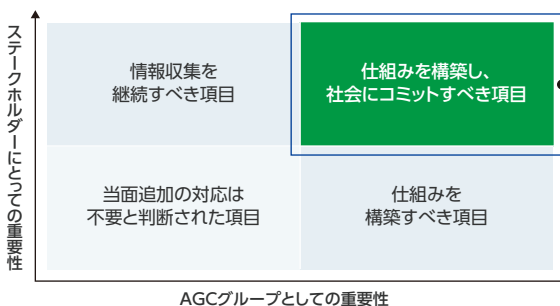 ステークホルダーにとっての重要性
情報収集を
継続すべき項目
仕組みを構築し、
社会にコミットすべき項目
当面追加の対応は
不要と判断された項目
仕組みを
構築すべき項目
AGCグループとしての重要性